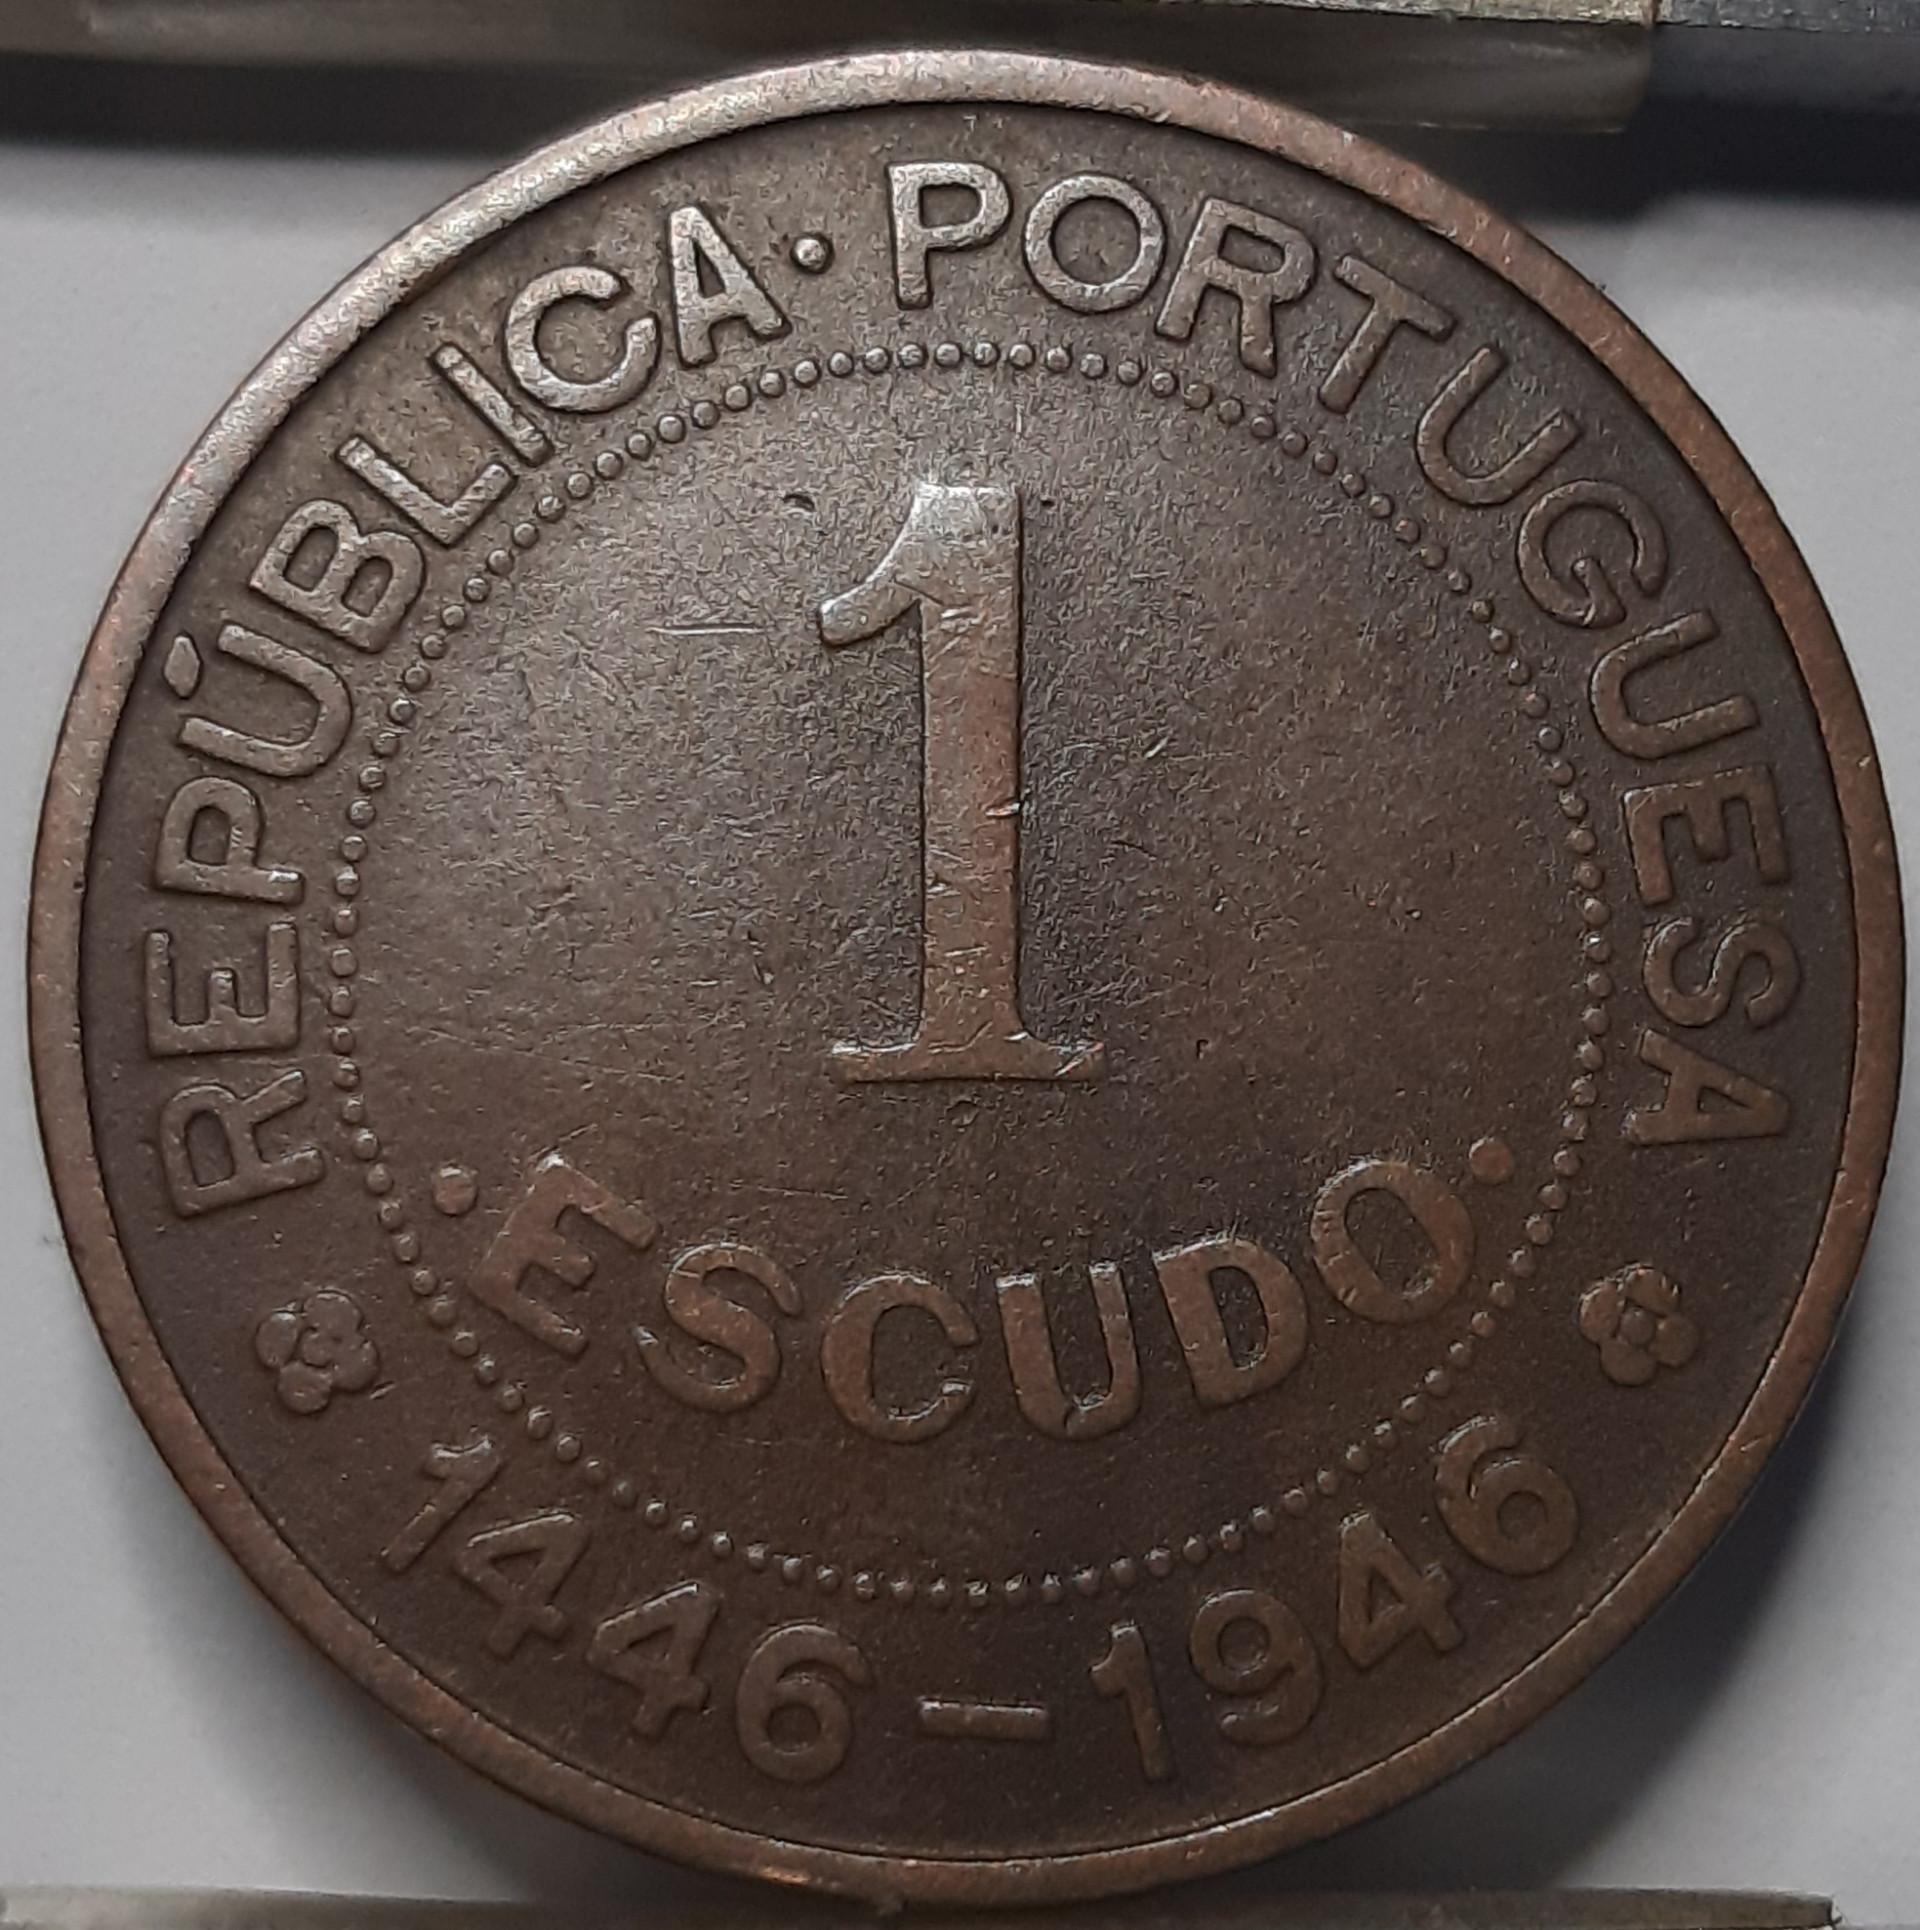 REPÚBLICA · PORTUGUESA
1
· ESCUDO ·
1446-1946